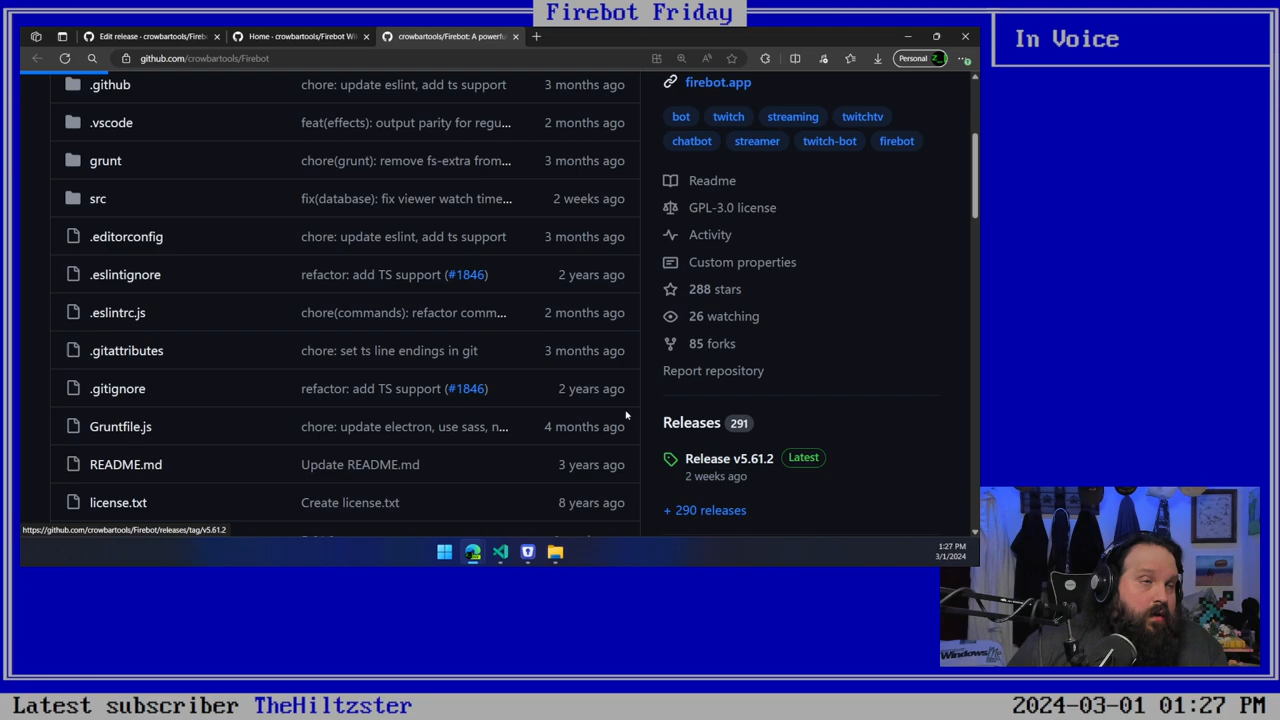 Firebot Friday
In Voice
Edit release · crowbartools/Fireb
Home · crowbartools/Firebot Wi
crowbartools/Firebot: A powerfu
github.com/crowbartools/Firebot
Personal
.github chore: update eslint, add ts support 3 months ago
.vscode feat(effects): output parity for regu... 2 months ago
grunt chore(grunt): remove fs-extra from... 3 months ago
src fix(database): fix viewer watch time... 2 weeks ago
.editorconfig chore: update eslint, add ts support 3 months ago
.eslintignore refactor: add TS support (#1846) 2 years ago
.eslintrc.js chore(commands): refactor comm... 2 months ago
.gitattributes chore: set ts line endings in git 3 months ago
.gitignore refactor: add TS support (#1846) 2 years ago
Gruntfile.js chore: update electron, use sass, n... 4 months ago
README.md Update README.md 3 years ago
license.txt Create license.txt 8 years ago
https://github.com/crowbartools/Firebot/releases/tag/v5.61.2
firebot.app
bot twitch streaming twitchtv
chatbot streamer twitch-bot firebot
Readme
GPL-3.0 license
Activity
Custom properties
288 stars
26 watching
85 forks
Report repository
Releases 291
Release v5.61.2 Latest
2 weeks ago
+ 290 releases
1:27 PM
3/1/2024
Windows Me
Latest subscriber TheHiltzster
2024-03-01 01:27 PM